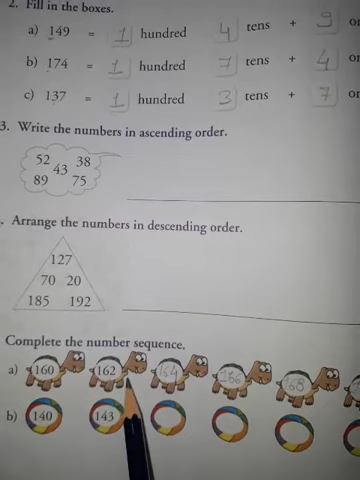 2. Fill in the boxes.
a) 149 = 1 hundred 4 tens + 9
b) 174 = 1 hundred 7 tens + 4
c) 137 = 1 hundred 3 tens + 7
3. Write the numbers in ascending order.
52 43 38
89 75
Arrange the numbers in descending order.
127
70 20
185 192
Complete the number sequence.
a) 160 162 164 166 168
b) 140 143